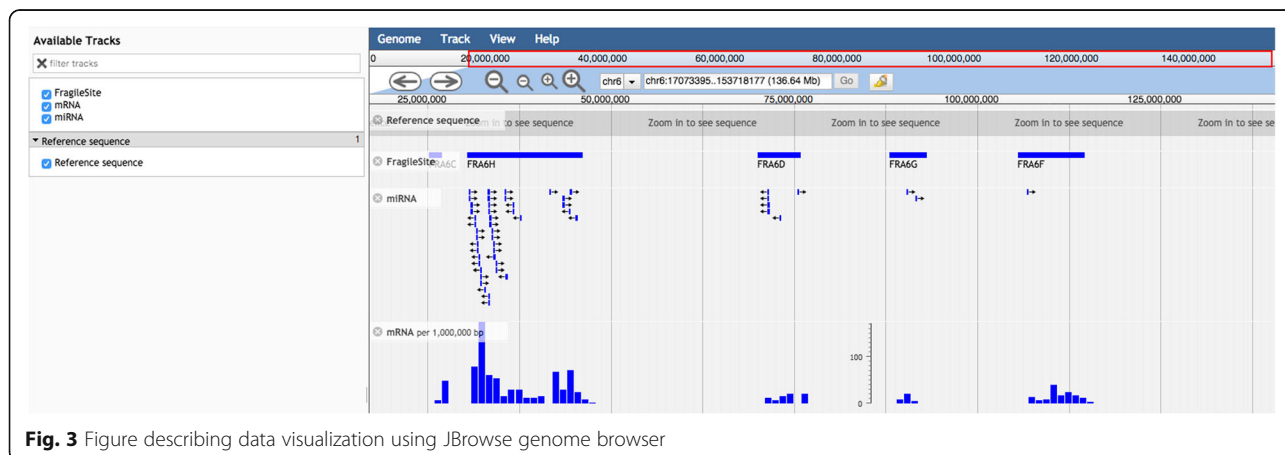 Available Tracks
filter tracks
FragileSite
mRNA
miRNA
Reference sequence 1
Reference sequence
Genome Track View Help
0 20,000,000 40,000,000 60,000,000 80,000,000 100,000,000 120,000,000 140,000,000
chr6 chr6:17073395..153718177 (136.64 Mb) Go
25,000,000 50,000,000 75,000,000 100,000,000 125,000,000
Reference sequence Zoom in to see sequence Zoom in to see sequence Zoom in to see sequence Zoom in to see sequence Zoom in to see se
FragileSite FRA6C FRA6H FRA6D FRA6G FRA6F
miRNA
mRNA per 1,000,000 bp
100
0
Fig. 3 Figure describing data visualization using JBrowse genome browser